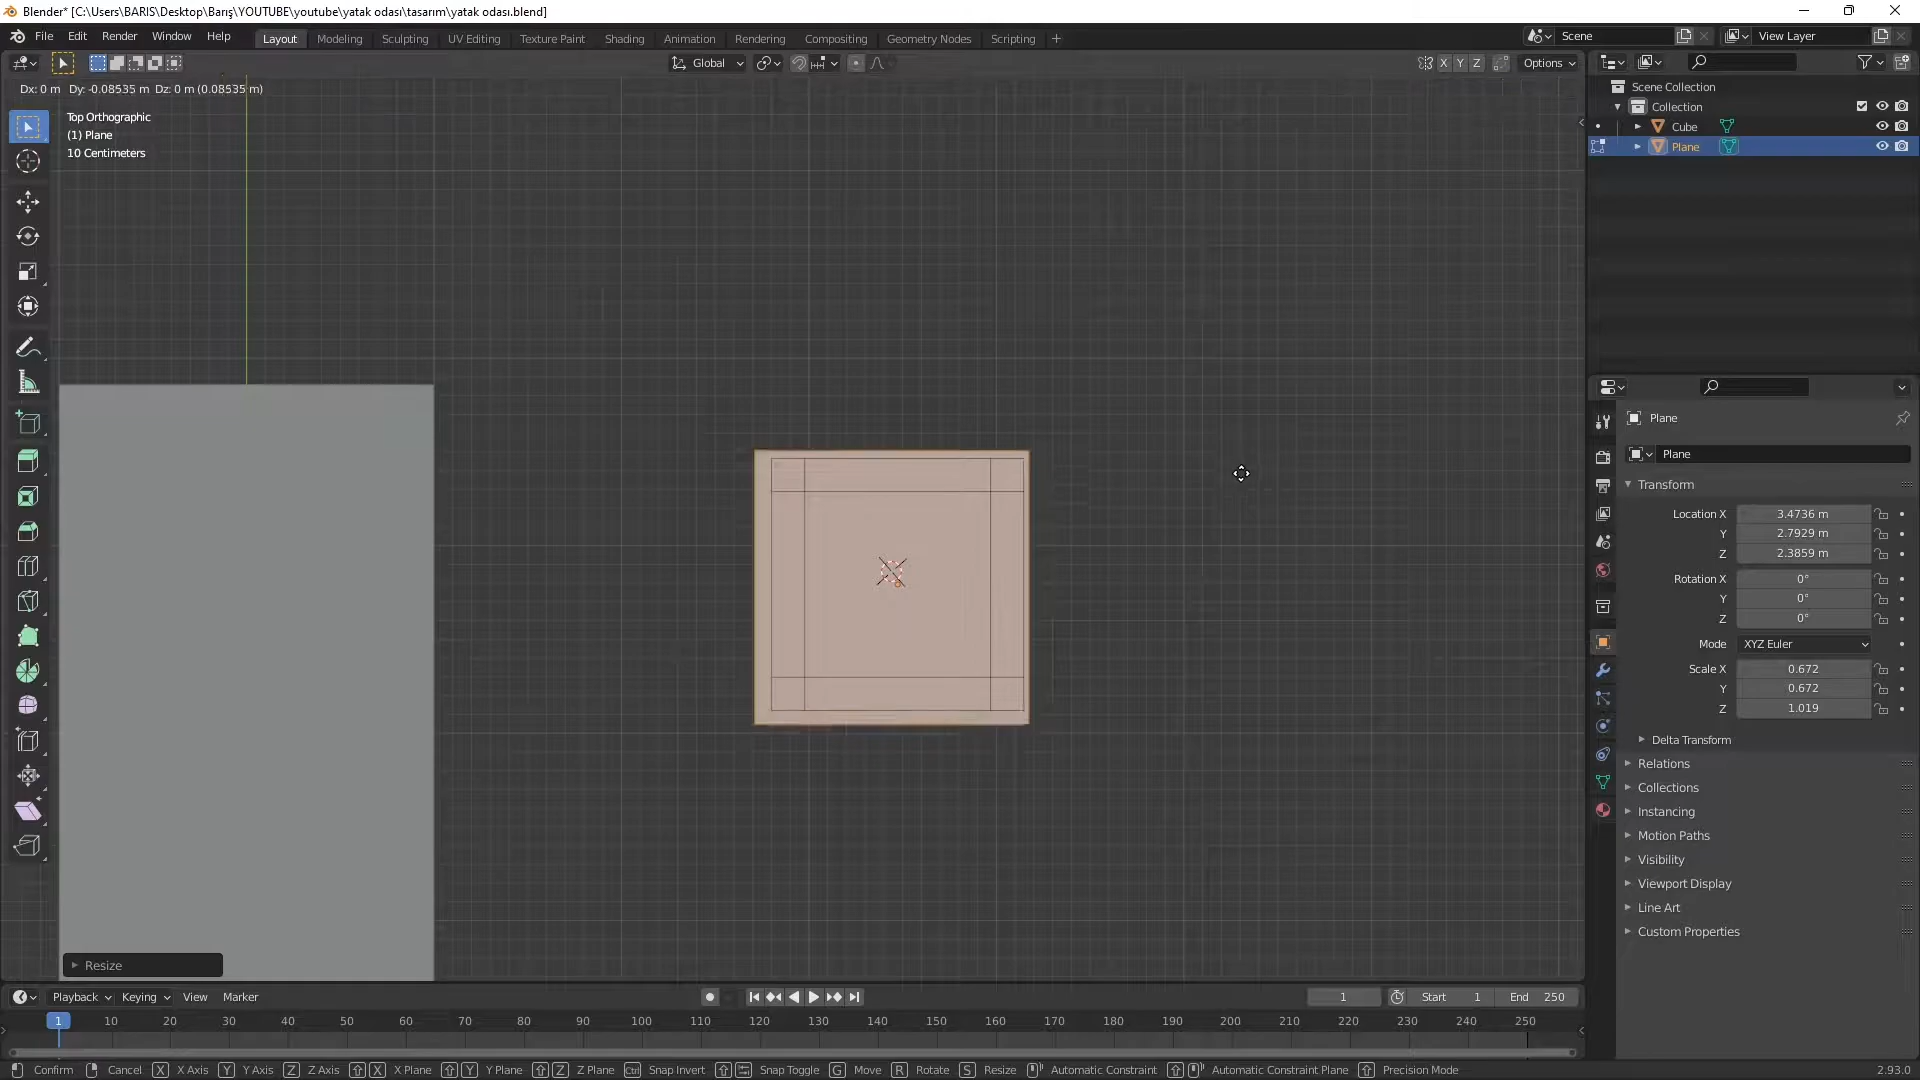 Blender* [C:\Users\BARIS\Desktop\Barış\YOUTUBE\youtube\yatak odası\tasarım\yatak odası.blend]
File Edit Render Window Help Layout Modeling Sculpting UV Editing Texture Paint Shading Animation Rendering Compositing Geometry Nodes Scripting + Scene View Layer
Global X Y Z Options
Dx: 0 m Dy: -0.08535 m Dz: 0 m (0.08535 m)
Top Orthographic
(1) Plane
10 Centimeters
Scene Collection
Collection
Cube
Plane
Plane
Plane
Transform
Location X 3.4736 m
Y 2.7929 m
Z 2.3859 m
Rotation X 0°
Y 0°
Z 0°
Mode XYZ Euler
Scale X 0.672
Y 0.672
Z 1.019
Delta Transform
Relations
Collections
Instancing
Motion Paths
Visibility
Viewport Display
Line Art
Custom Properties
Resize
Playback Keying View Marker 1 Start 1 End 250
1 10 20 30 40 50 60 70 80 90 100 110 120 130 140 150 160 170 180 190 200 210 220 230 240 250
Confirm Cancel X X Axis Y Y Axis Z Z Axis X X Plane Y Y Plane Z Z Plane Ctrl Snap Invert Snap Toggle G Move R Rotate S Resize Automatic Constraint Automatic Constraint Plane Precision Mode 2.93.0